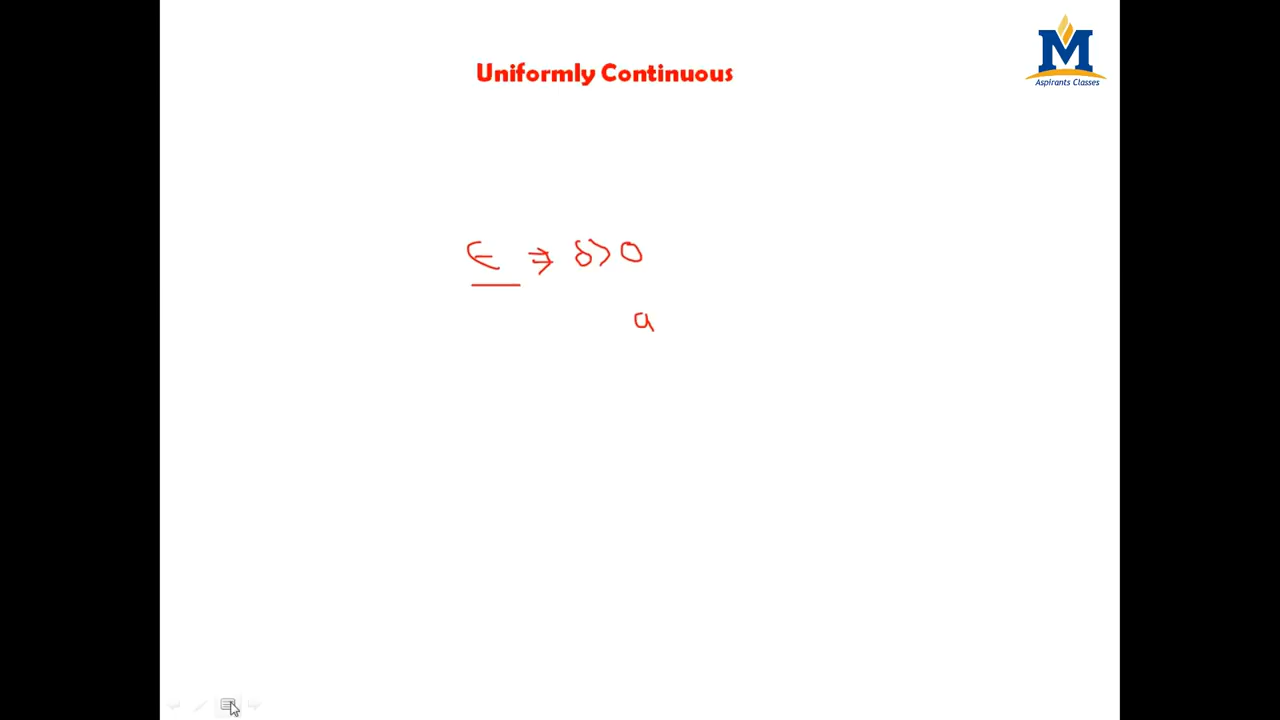 Uniformly Continuous
M
Aspirants Classes
∈ ⇒ δ>0
a